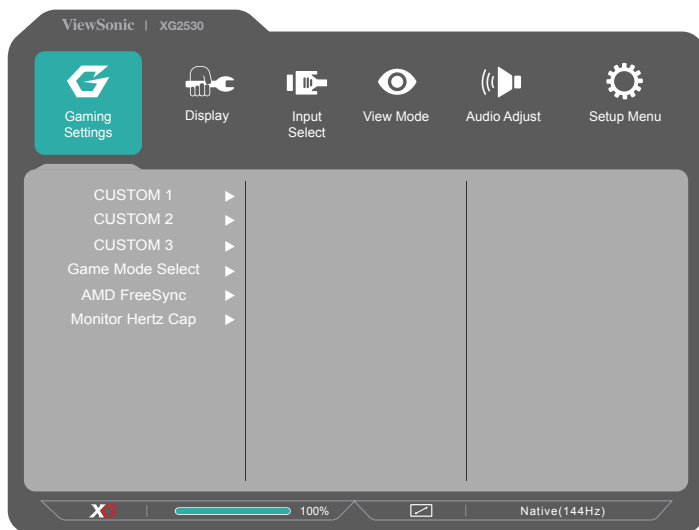 ViewSonic | XG2530
Gaming
Settings
Display
Input
Select
View Mode
Audio Adjust
Setup Menu
CUSTOM 1
CUSTOM 2
CUSTOM 3
Game Mode Select
AMD FreeSync
Monitor Hertz Cap
XG | 100% | Native(144Hz)